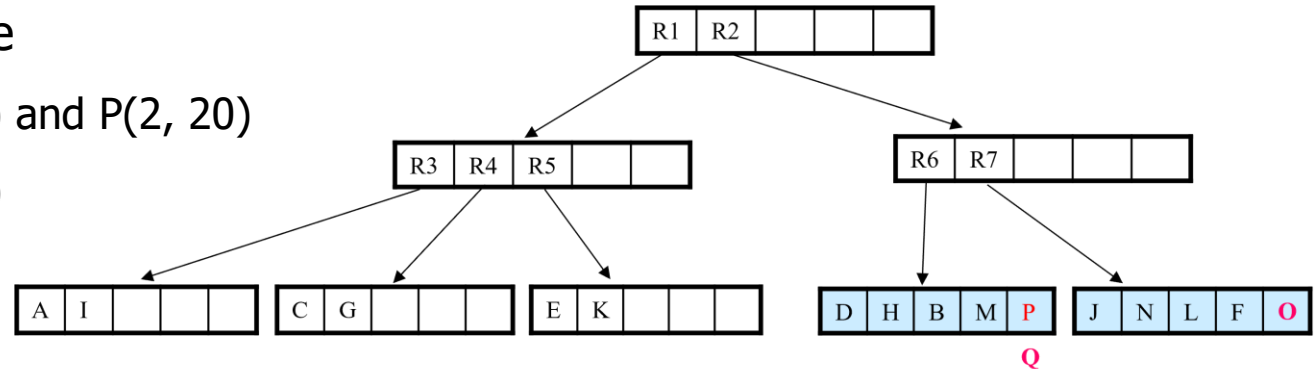 R1 R2
e
and P(2, 20)
)
R3 R4 R5
R6 R7
A I
C G
E K
D H B M P
J N L F O
Q